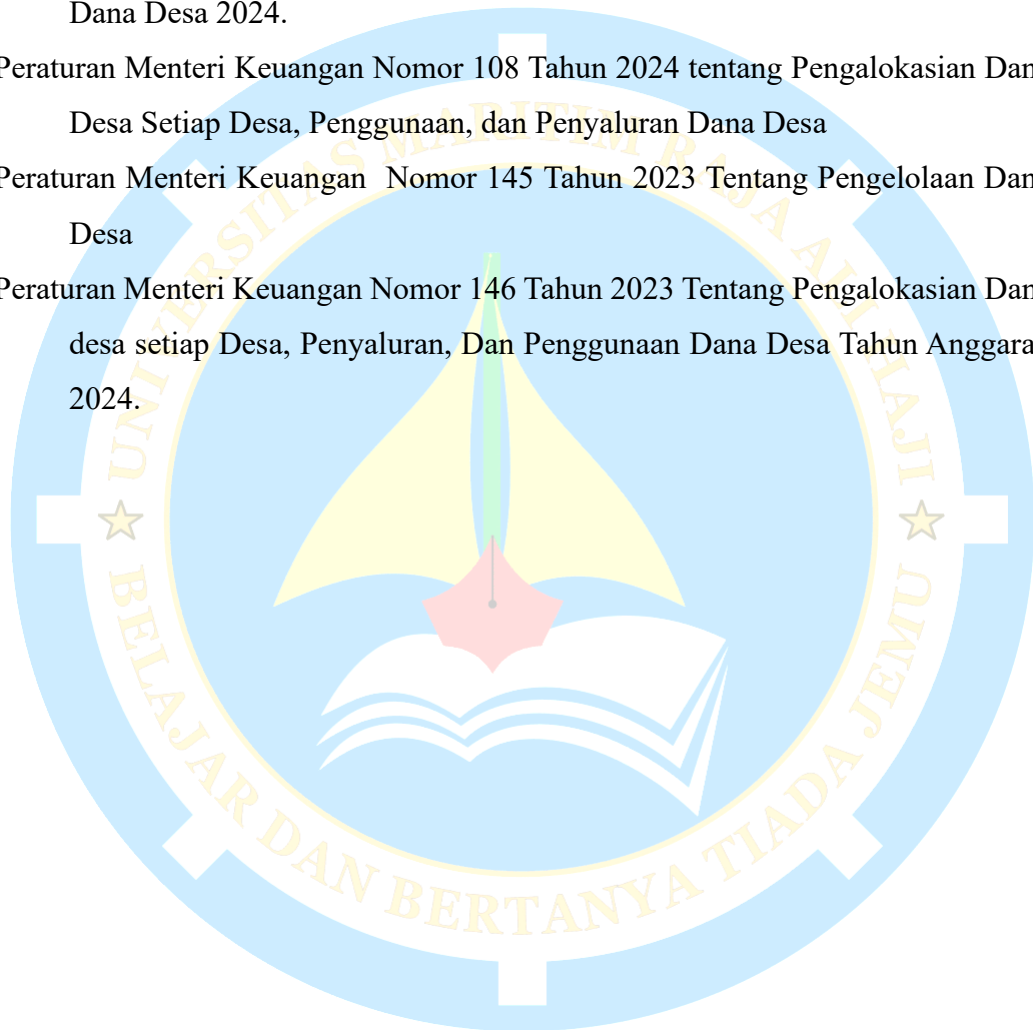 Dana Desa 2024.
Peraturan Menteri Keuangan Nomor 108 Tahun 2024 tentang Pengalokasian Dan
Desa Setiap Desa, Penggunaan, dan Penyaluran Dana Desa
Peraturan Menteri Keuangan Nomor 145 Tahun 2023 Tentang Pengelolaan Dan
Desa
Peraturan Menteri Keuangan Nomor 146 Tahun 2023 Tentang Pengalokasian Dan
desa setiap Desa, Penyaluran, Dan Penggunaan Dana Desa Tahun Anggara
2024.
UNIVERSITAS MARITIM RAJA ALI HAJI
BELAJAR DAN BERTANYA TIADA JEMU